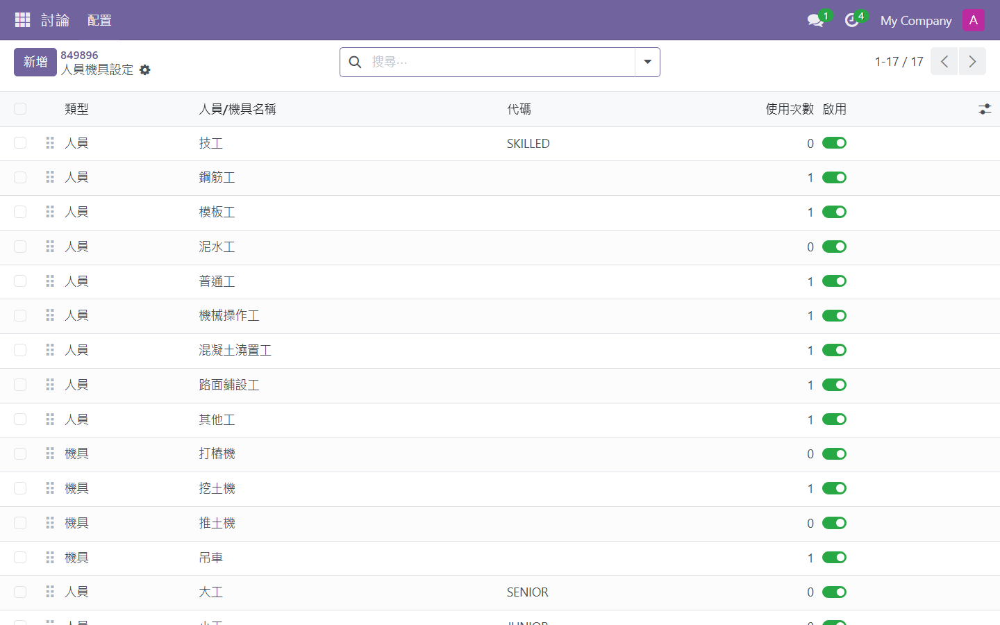 討論 配置 1 4 My Company A
新增 849896 搜尋... 1-17 / 17
人員機具設定
類型 人員/機具名稱 代碼 使用次數 啟用
人員 技工 SKILLED 0
人員 鋼筋工 1
人員 模板工 1
人員 泥水工 0
人員 普通工 1
人員 機械操作工 1
人員 混凝土澆置工 1
人員 路面鋪設工 1
人員 其他工 1
機具 打樁機 0
機具 挖土機 1
機具 推土機 0
機具 吊車 1
人員 大工 SENIOR 0